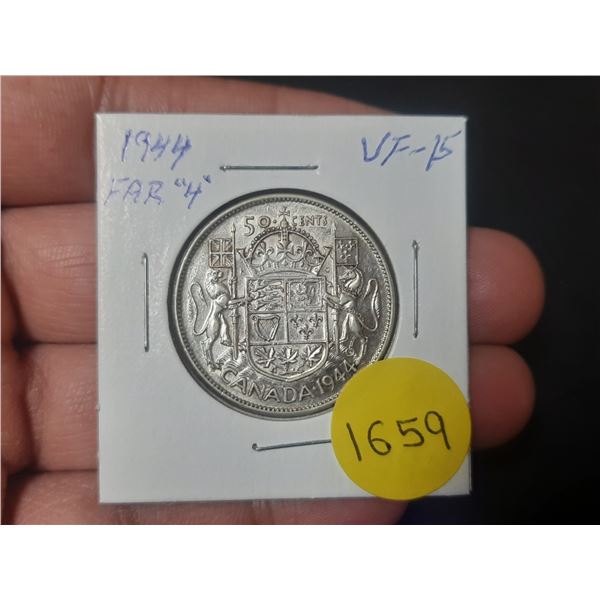 1944 VF-15
FAR "4"
50 CENTS
CANADA·1944
1659